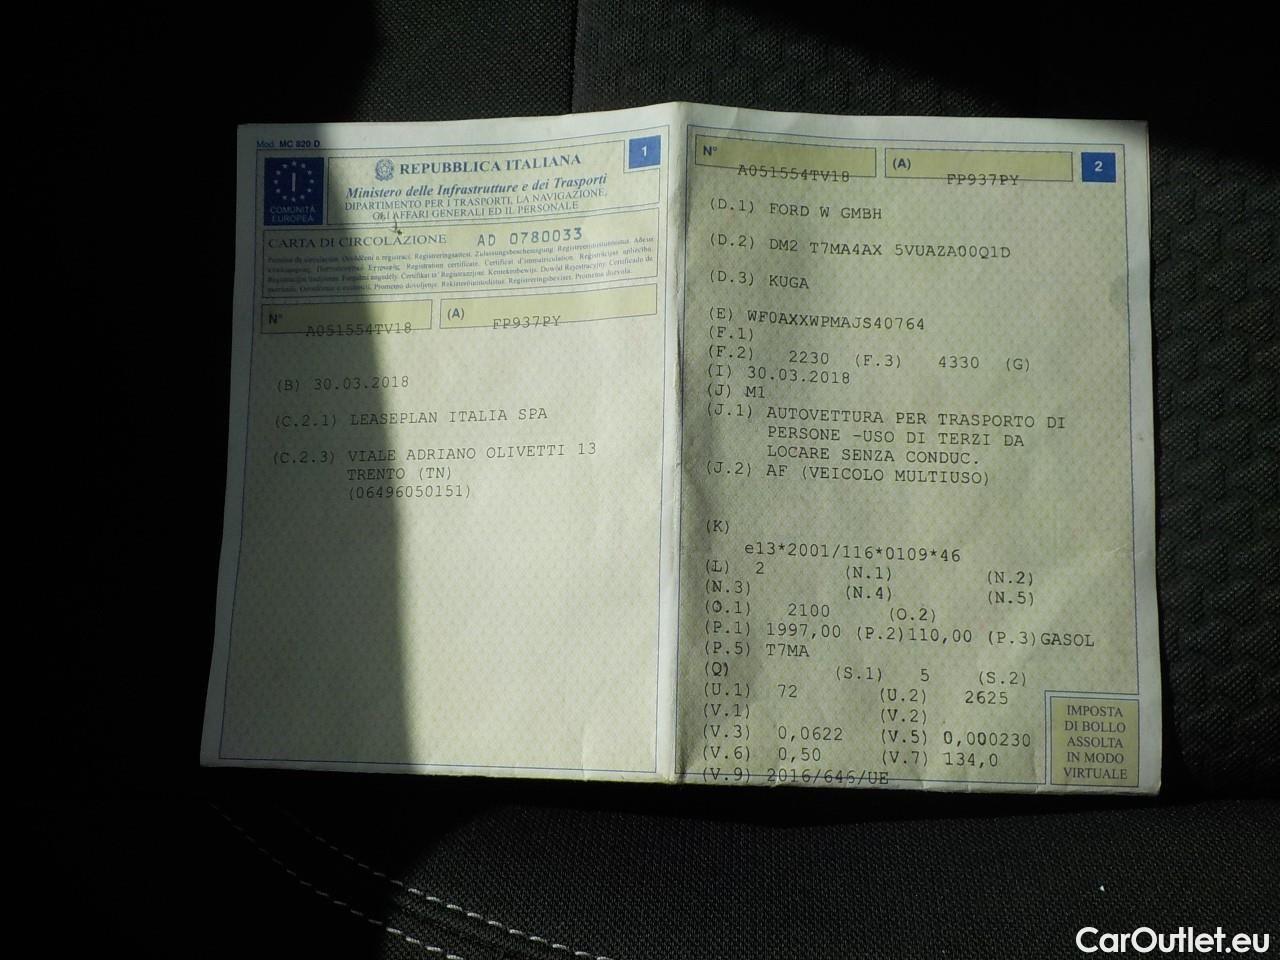 Mod. MC 820 D
COMUNITÀ
EUROPEA
I
REPUBBLICA ITALIANA
Ministero delle Infrastrutture e dei Trasporti
DIPARTIMENTO PER I TRASPORTI, LA NAVIGAZIONE,
GLI AFFARI GENERALI ED IL PERSONALE
1
CARTA DI CIRCOLAZIONE AD 0780033
N° A051554TV18
(A) FP937PY
(B) 30.03.2018
(C.2.1) LEASEPLAN ITALIA SPA
(C.2.3) VIALE ADRIANO OLIVETTI 13
TRENTO (TN)
(06496050151)
N° A051554TV18
(A) FP937PY
2
(D.1) FORD W GMBH
(D.2) DM2 T7MA4AX 5VUAZA00Q1D
(D.3) KUGA
(E) WF0AXXWPMAJS40764
(F.1)
(F.2) 2230 (F.3) 4330 (G)
(I) 30.03.2018
(J) M1
(J.1) AUTOVETTURA PER TRASPORTO DI
PERSONE -USO DI TERZI DA
LOCARE SENZA CONDUC.
(J.2) AF (VEICOLO MULTIUSO)
(K)
e13*2001/116*0109*46
(L) 2 (N.1) (N.2)
(N.3) (N.4) (N.5)
(O.1) 2100 (O.2)
(P.1) 1997,00 (P.2)110,00 (P.3)GASOL
(P.5) T7MA
(Q) (S.1) 5 (S.2)
(U.1) 72 (U.2) 2625
(V.1) (V.2)
(V.3) 0,0622 (V.5) 0,000230
(V.6) 0,50 (V.7) 134,0
(V.9) 2016/646/UE
IMPOSTA
DI BOLLO
ASSOLTA
IN MODO
VIRTUALE
CarOutlet.eu